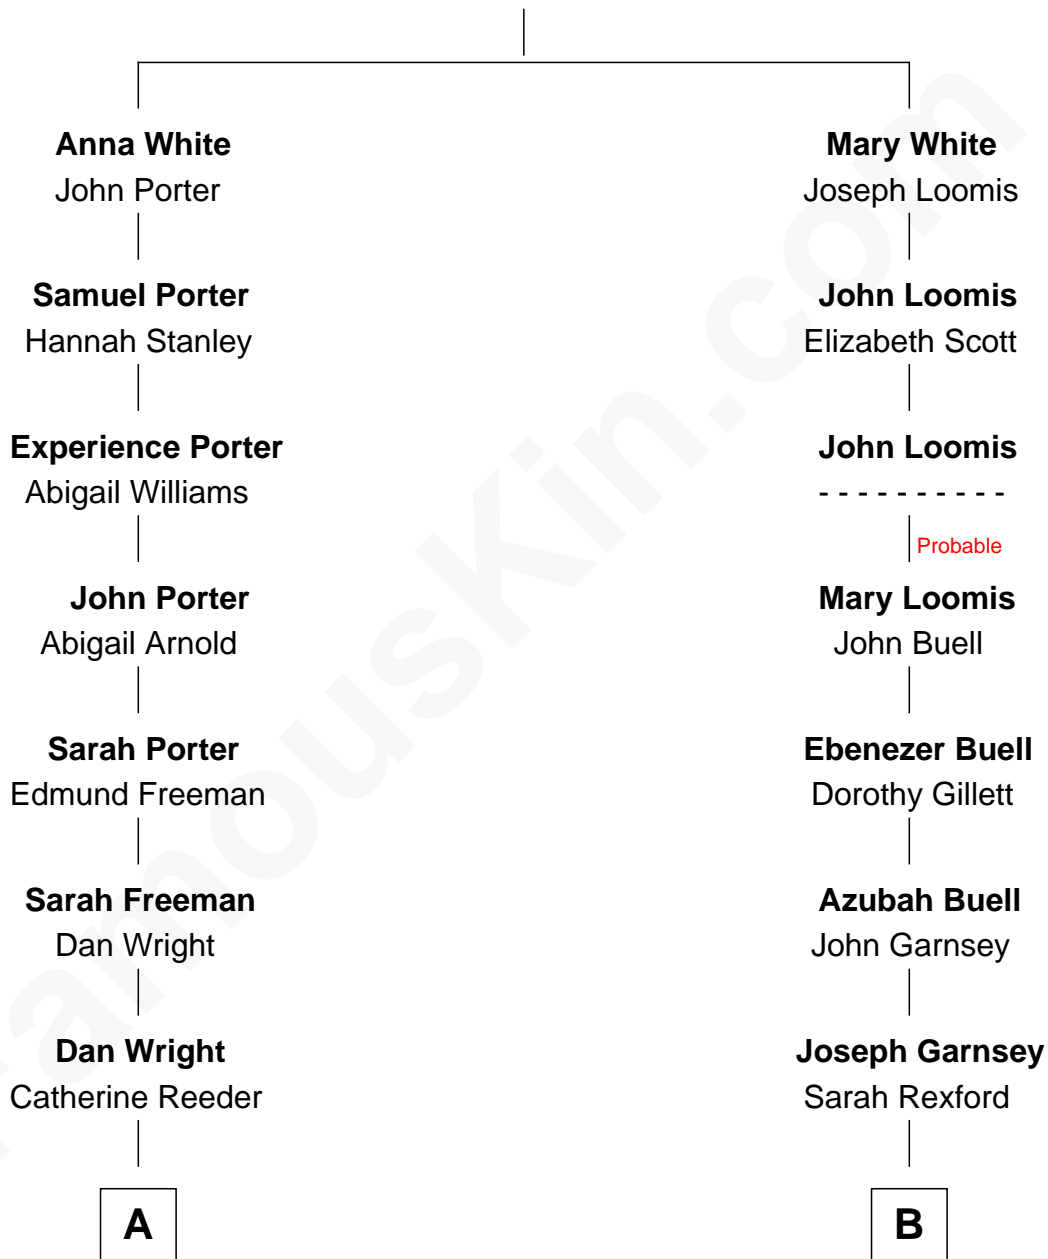 Anna White
John Porter
Samuel Porter
Hannah Stanley
Experience Porter
Abigail Williams
John Porter
Abigail Arnold
Sarah Porter
Edmund Freeman
Sarah Freeman
Dan Wright
Dan Wright
Catherine Reeder
A
Mary White
Joseph Loomis
John Loomis
Elizabeth Scott
John Loomis
- - - - - - - - - -
Probable
Mary Loomis
John Buell
Ebenezer Buell
Dorothy Gillett
Azubah Buell
John Garnsey
Joseph Garnsey
Sarah Rexford
B
FamousKin.com